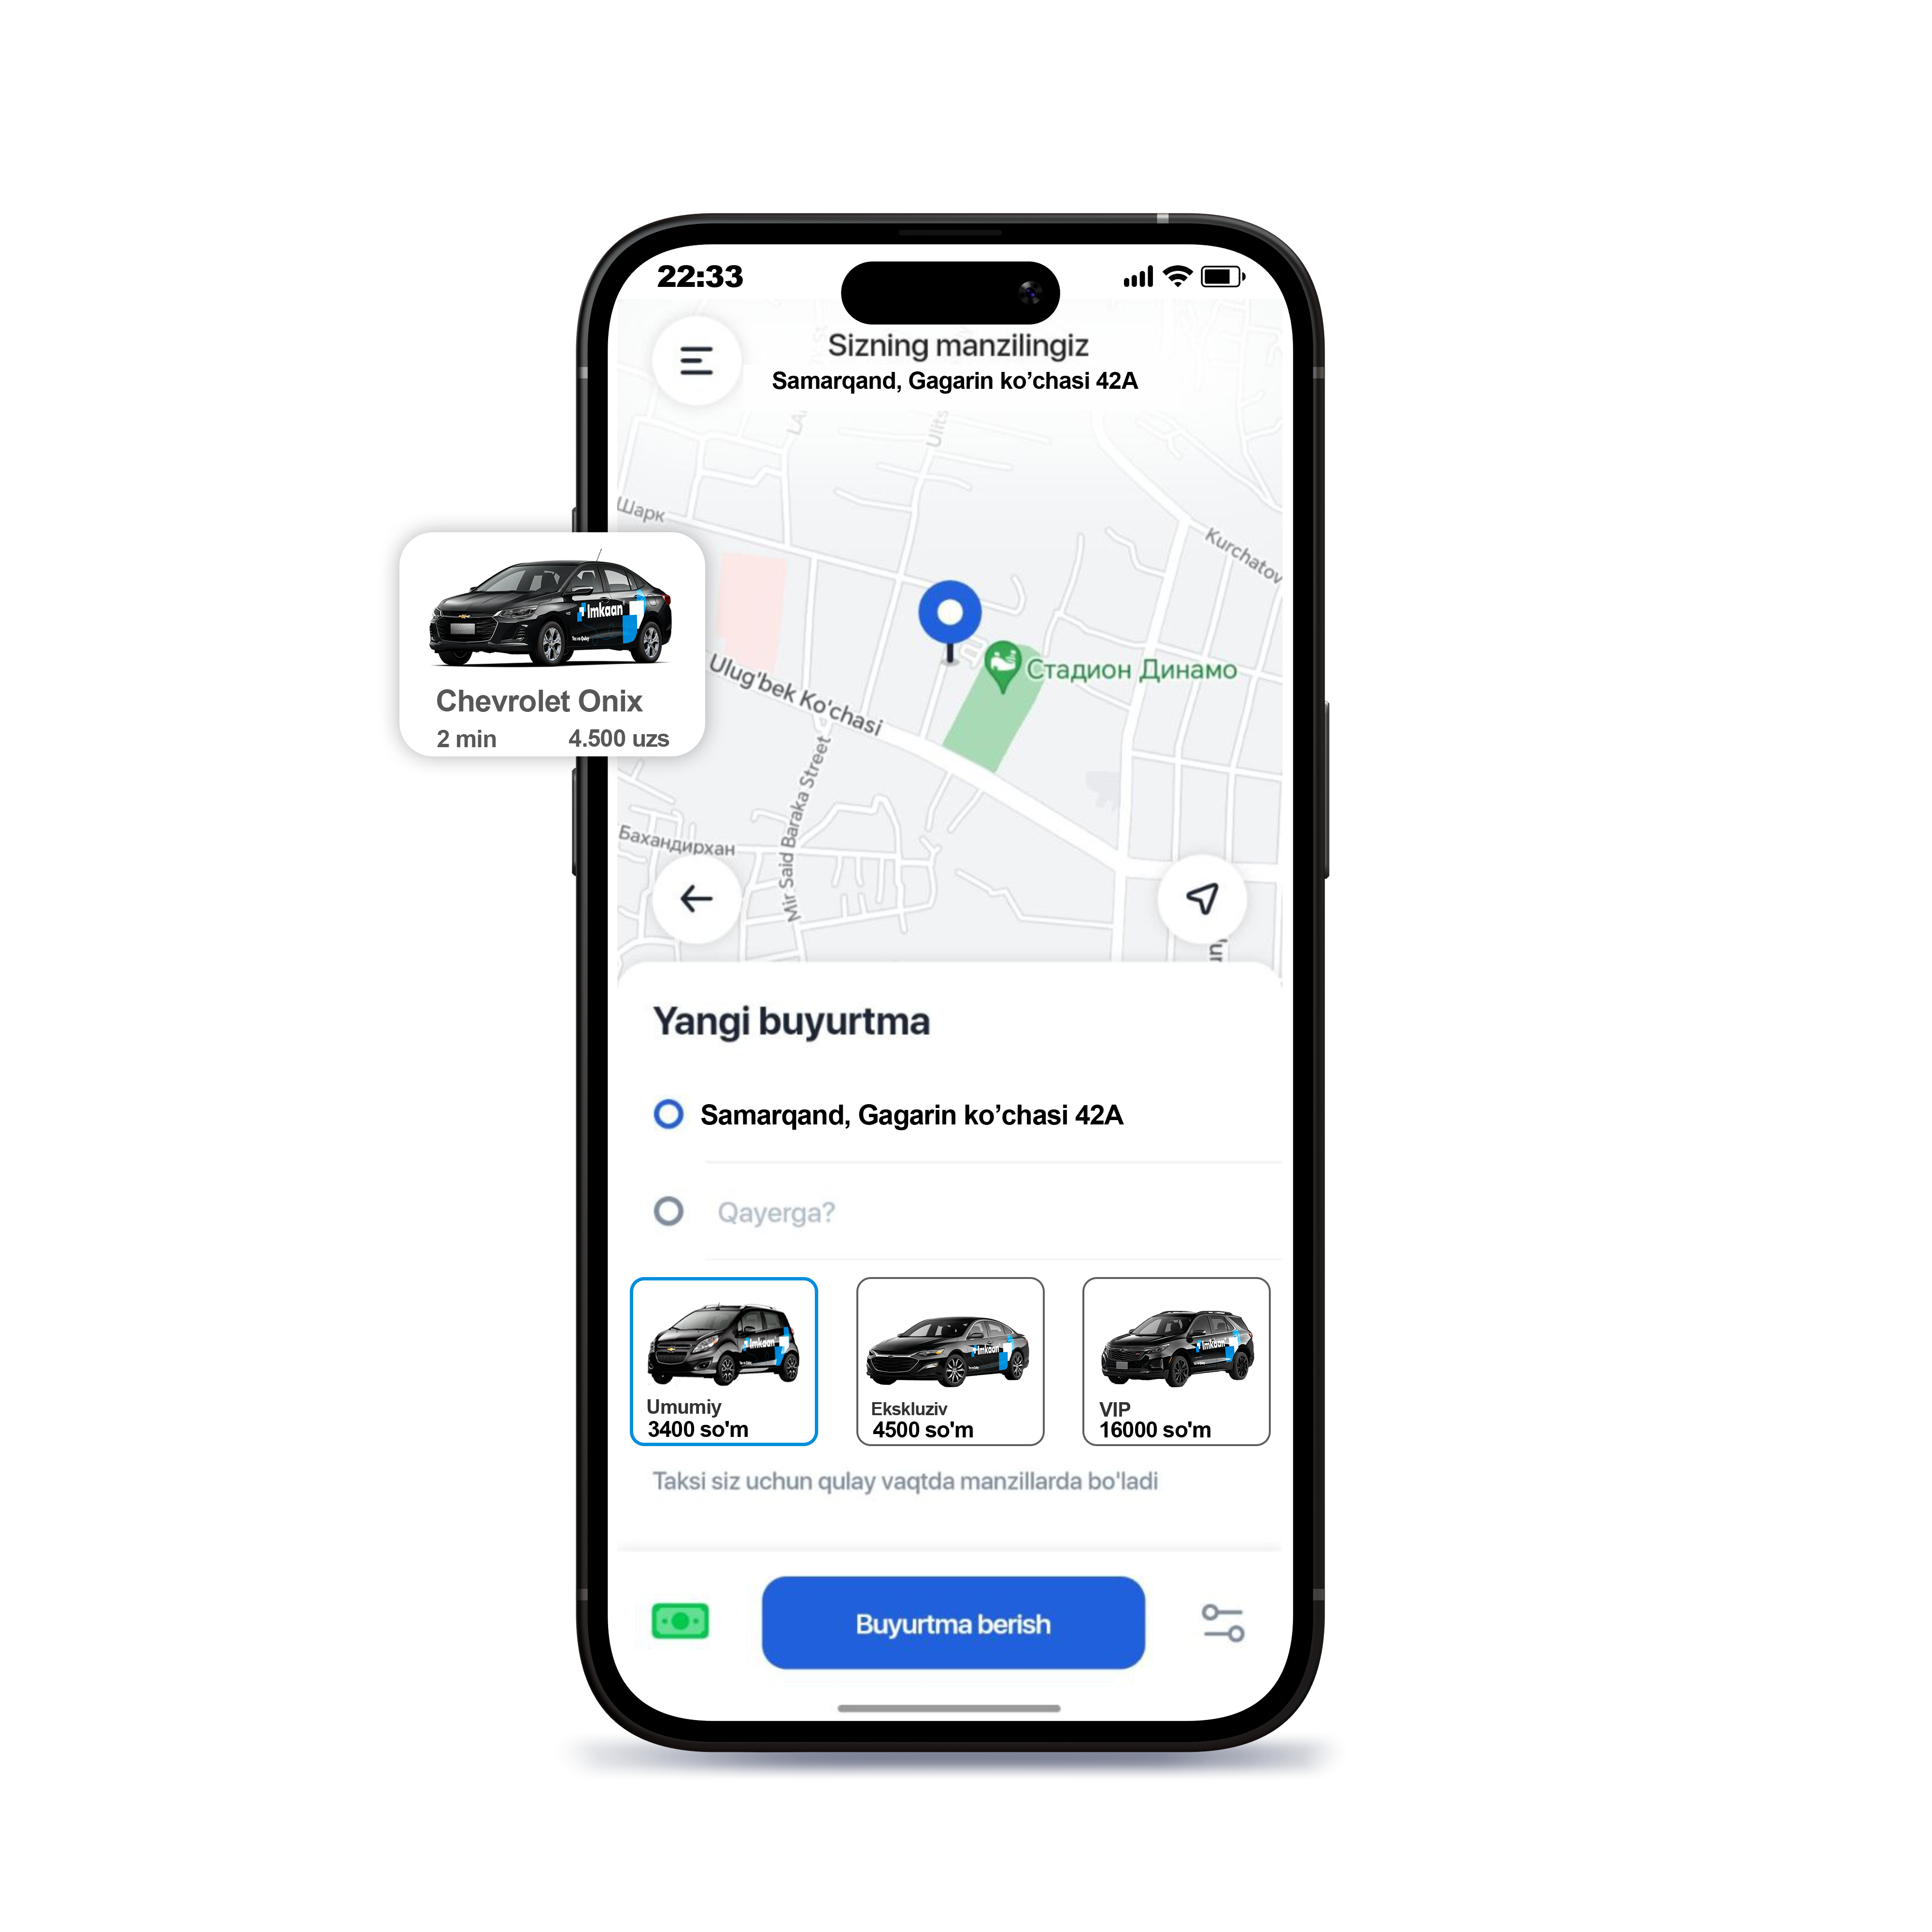 22:33
Sizning manzilingiz
Samarqand, Gagarin ko’chasi 42A
Шарк
Kurchatov
Imkaan
Chevrolet Onix
2 min
4.500 uzs
Стадион Динамо
Ulug'bek Ko'chasi
Mir Said Baraka Street
Бахандирхан
Yangi buyurtma
Samarqand, Gagarin ko’chasi 42A
Qayerga?
Imkaan
Imkaan
Imkaan
Umumiy
3400 so'm
Ekskluziv
4500 so'm
VIP
16000 so'm
Taksi siz uchun qulay vaqtda manzillarda bo'ladi
Buyurtma berish